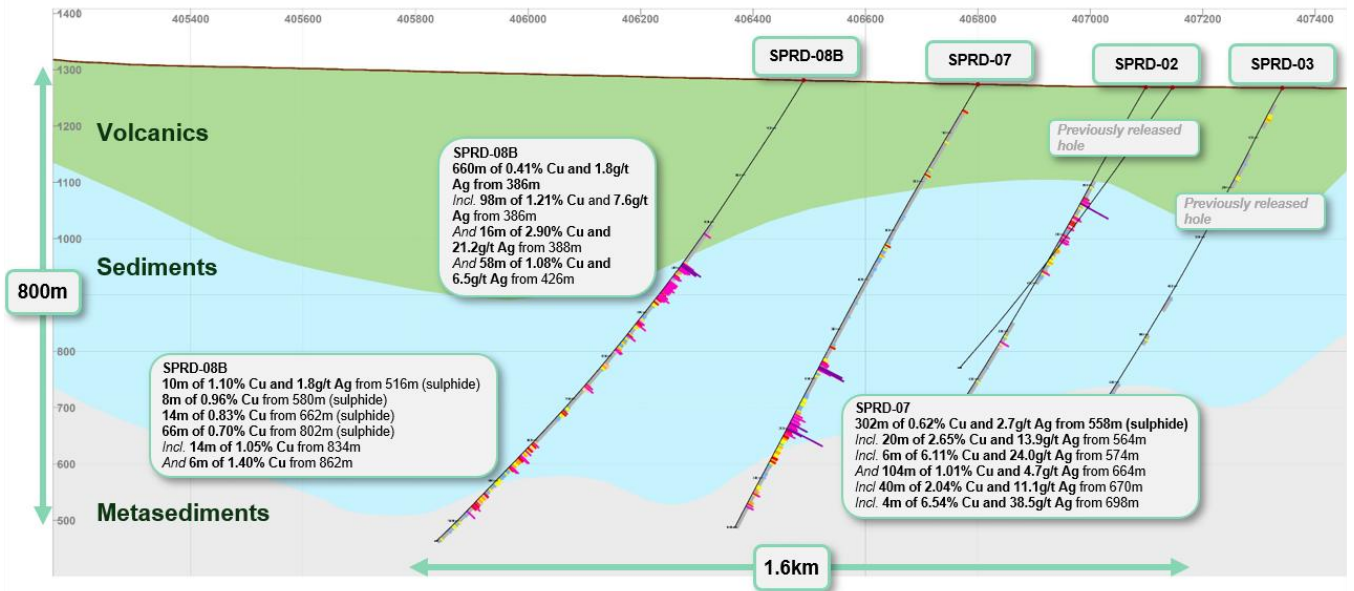 405400 405600 405800 406000 406200 406400 406600 406800 407000 407200 407400
1400
1300
1200
1100
1000
800
700
600
500
SPRD-08B
SPRD-07
SPRD-02
SPRD-03
Volcanics
Sediments
Metasediments
800m
1.6km
Previously released
hole
Previously released
hole
SPRD-08B
660m of 0.41% Cu and 1.8g/t
Ag from 386m
Incl. 98m of 1.21% Cu and 7.6g/t
Ag from 386m
And 16m of 2.90% Cu and
21.2g/t Ag from 388m
And 58m of 1.08% Cu and
6.5g/t Ag from 426m
SPRD-08B
10m of 1.10% Cu and 1.8g/t Ag from 516m (sulphide)
8m of 0.96% Cu from 580m (sulphide)
14m of 0.83% Cu from 662m (sulphide)
66m of 0.70% Cu from 802m (sulphide)
Incl. 14m of 1.05% Cu from 834m
And 6m of 1.40% Cu from 862m
SPRD-07
302m of 0.62% Cu and 2.7g/t Ag from 558m (sulphide)
Incl. 20m of 2.65% Cu and 13.9g/t Ag from 564m
Incl. 6m of 6.11% Cu and 24.0g/t Ag from 574m
And 104m of 1.01% Cu and 4.7g/t Ag from 664m
Incl 40m of 2.04% Cu and 11.1g/t Ag from 670m
Incl. 4m of 6.54% Cu and 38.5g/t Ag from 698m